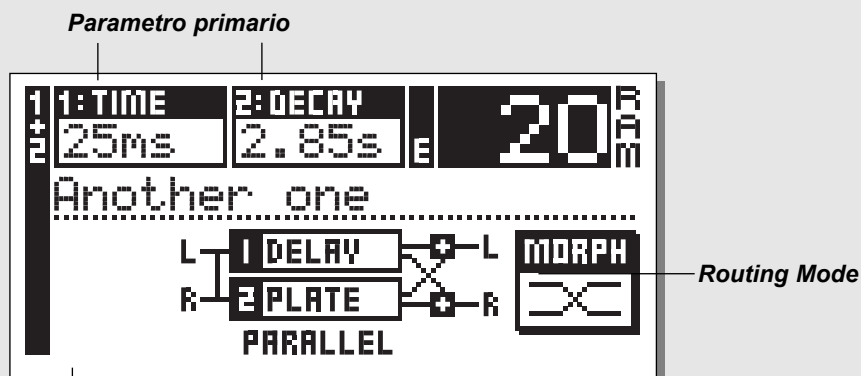 Parametro primario
1+2 1:TIME 2:DECAY E 20 RAM
25ms 2.85s
Another one
L 1 DELAY + L MORPH
R 2 PLATE + R
Routing Mode
PARALLEL